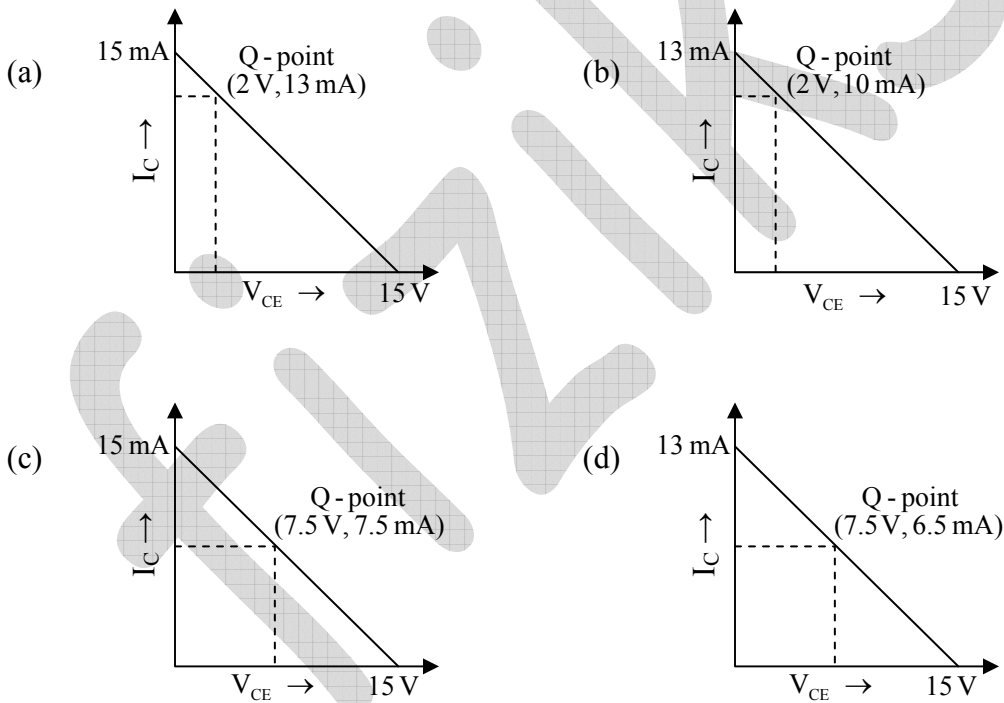 (a)
15 mA
Q - point
(2 V, 13 mA)
I_C →
V_CE →
15 V
(b)
13 mA
Q - point
(2 V, 10 mA)
I_C →
V_CE →
15 V
(c)
15 mA
Q - point
(7.5 V, 7.5 mA)
I_C →
V_CE →
15 V
(d)
13 mA
Q - point
(7.5 V, 6.5 mA)
I_C →
V_CE →
15 V